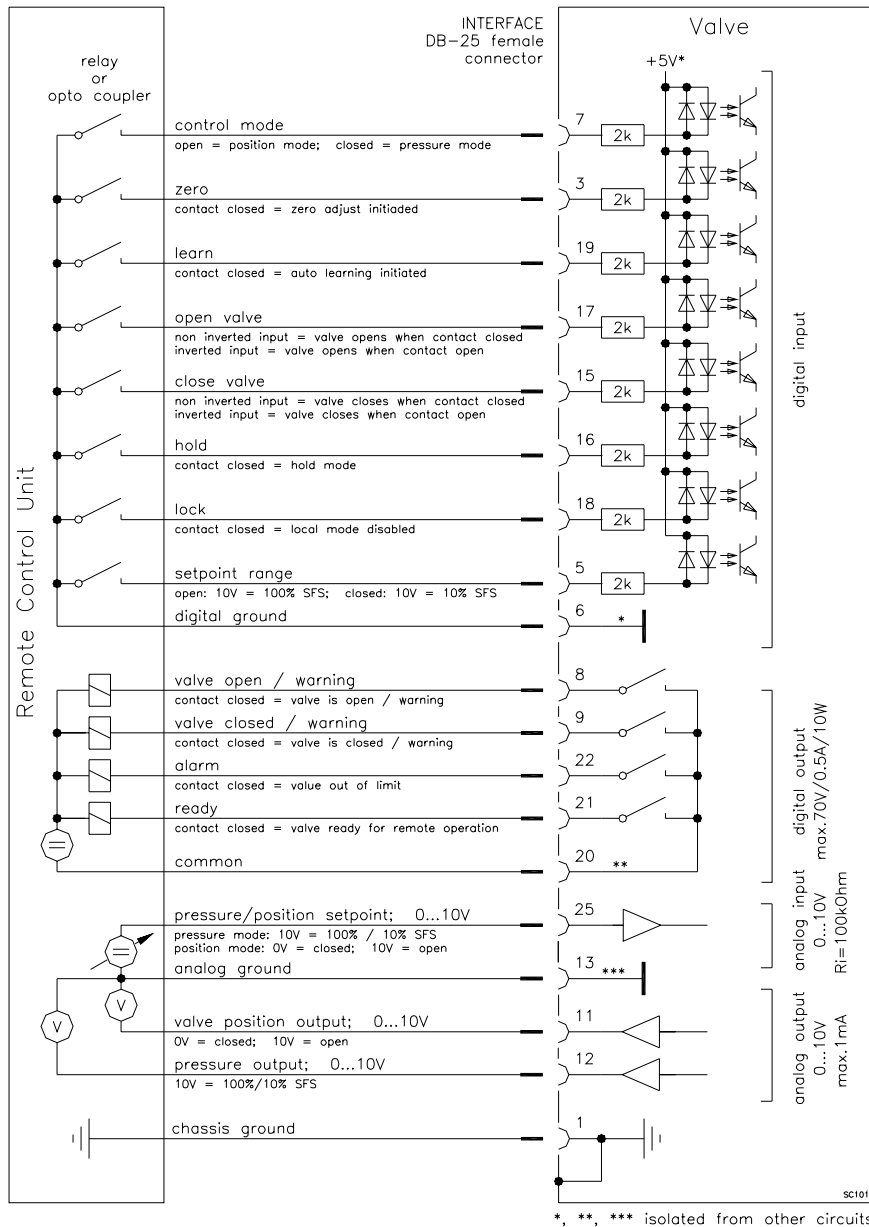 INTERFACE
DB-25 female
connector
Valve
relay
or
opto coupler
+5V*
control mode
open = position mode; closed = pressure mode
7
2k
zero
contact closed = zero adjust initiaded
3
2k
learn
contact closed = auto learning initiated
19
2k
open valve
non inverted input = valve opens when contact closed
inverted input = valve opens when contact open
17
2k
close valve
non inverted input = valve closes when contact closed
inverted input = valve closes when contact open
15
2k
hold
contact closed = hold mode
16
2k
lock
contact closed = local mode disabled
18
2k
setpoint range
open: 10V = 100% SFS; closed: 10V = 10% SFS
5
2k
digital ground
6
*
digital input
Remote Control Unit
valve open / warning
contact closed = valve is open / warning
8
valve closed / warning
contact closed = valve is closed / warning
9
alarm
contact closed = value out of limit
22
ready
contact closed = valve ready for remote operation
21
common
20
**
digital output
max.70V/0.5A/10W
pressure/position setpoint; 0...10V
pressure mode: 10V = 100% / 10% SFS
position mode: 0V = closed; 10V = open
25
analog ground
13
***
analog input
0...10V
Ri=100kOhm
V
V
valve position output; 0...10V
0V = closed; 10V = open
11
pressure output; 0...10V
10V = 100%/10% SFS
12
analog output
0...10V
max.1mA
chassis ground
1
SC101
*, **, *** isolated from other circuits